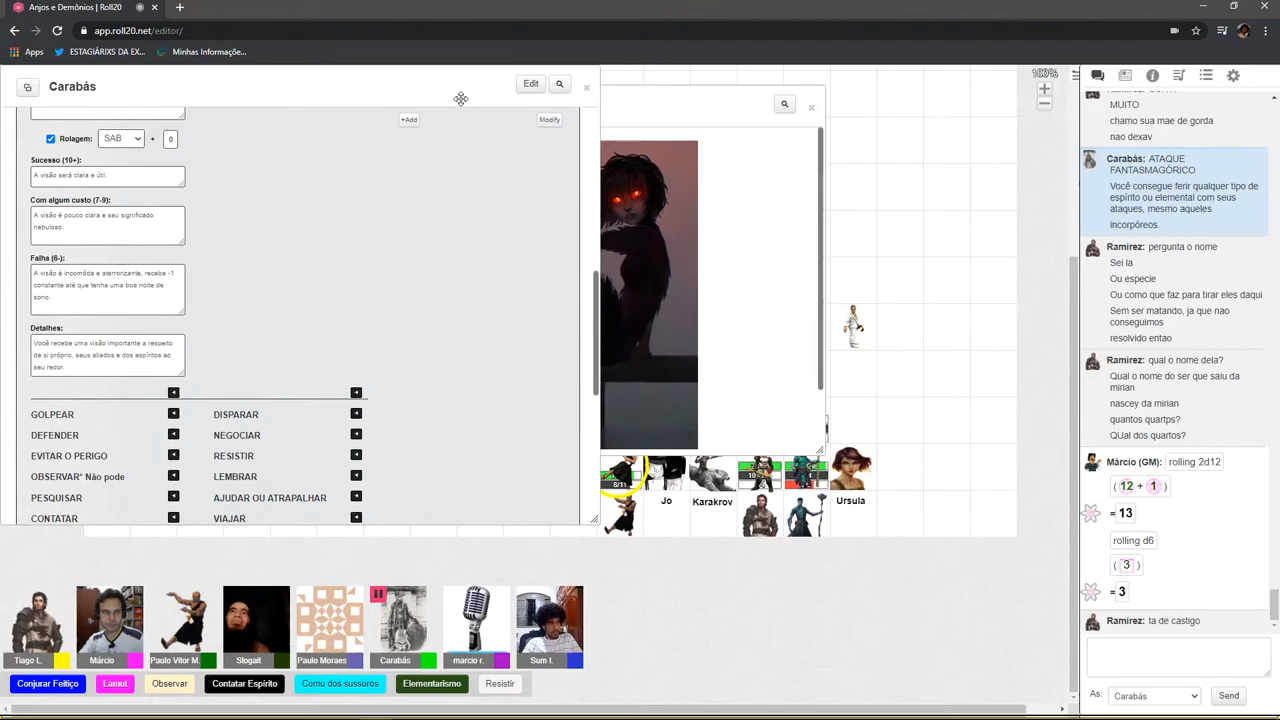 Anjos e Demônios | Roll20
app.roll20.net/editor/
Apps
ESTAGIÁRIXS DA EX...
Minhas Informaçõe...
Carabás
Edit
+Add
Modify
Rolagem:
SAB
+
0
Sucesso (10+):
A visão será clara e útil.
Com algum custo (7-9):
A visão é pouco clara e seu significado
nebuloso.
Falha (6-):
A visão é incomôda e aterrorizante, receba -1
constante até que tenha uma boa noite de
sono.
Detalhes:
Você recebe uma visão importante a respeito
de si próprio, seus aliados e dos espíritos ao
seu redor.
GOLPEAR
DISPARAR
DEFENDER
NEGOCIAR
EVITAR O PERIGO
RESISTIR
OBSERVAR* Não pode
LEMBRAR
PESQUISAR
AJUDAR OU ATRAPALHAR
CONTATAR
VIAJAR
100%
Jo
Karakrov
Ursula
Tiago L.
Márcio
Paulo Vitor M.
Slogait
Paulo Moraes
Carabás
marcio r.
Sum I.
Conjurar Feitiço
Lamut
Observar
Contatar Espírito
Comu dos sussuros
Elementarismo
Resistir
MUITO
chamo sua mae de gorda
nao dexav
Carabás: ATAQUE
FANTASMAGÓRICO
Você consegue ferir qualquer tipo de
espírito ou elemental com seus
ataques, mesmo aqueles
incorpóreos.
Ramirez: pergunta o nome
Sei la
Ou especie
Ou como que faz para tirar eles daqui
Sem ser matando, ja que nao
conseguimos
resolvido entao
Ramirez: qual o nome dela?
Qual o nome do ser que saiu da
mirian
nascey da mirian
quantos quartps?
QUal dos quartos?
Márcio (GM): rolling 2d12
(12 + 1)
= 13
rolling d6
(3)
= 3
Ramirez: ta de castigo
As:
Carabás
Send